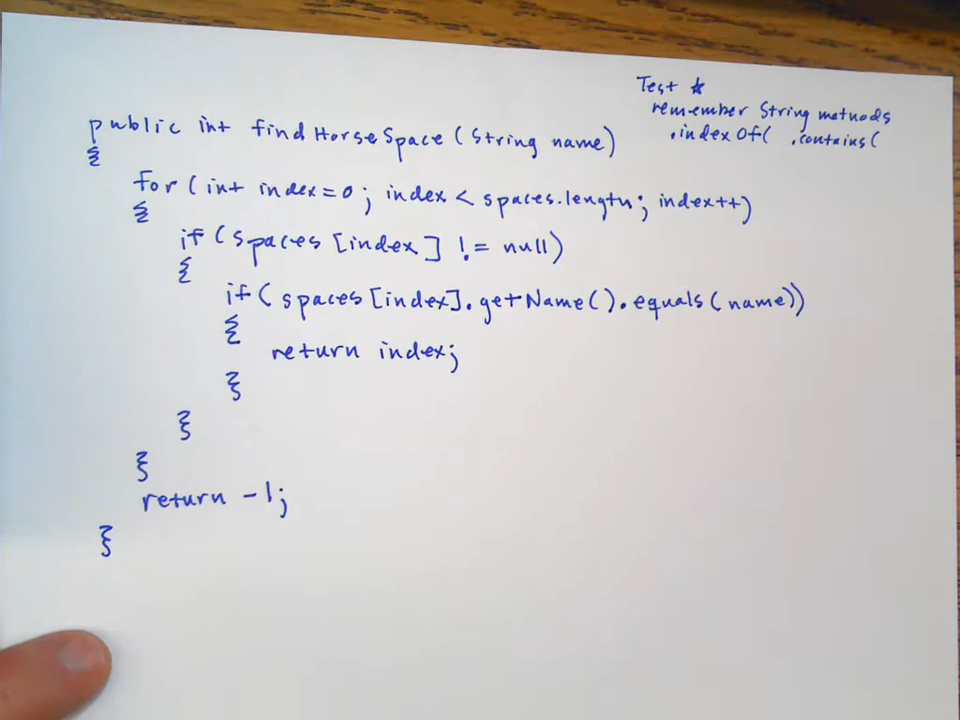 Test ☆
remember String methods
.indexOf( .contains(
public int findHorseSpace(String name)
{
for(int index=0; index < spaces.length; index++)
{
if(spaces[index] != null)
{
if(spaces[index].getName().equals(name))
{
return index;
}
}
}
return -1;
}